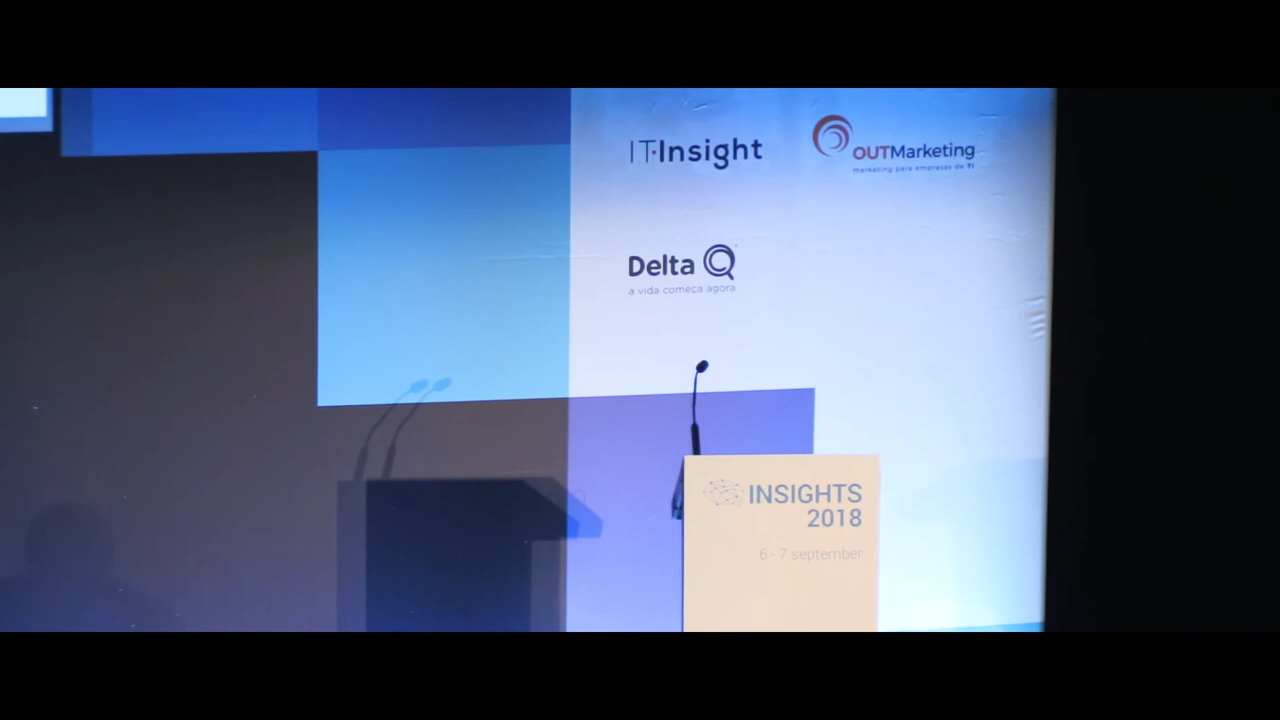 IT·Insight
OUTMarketing
marketing para empresas de TI
Delta Q
a vida começa agora
INSIGHTS
2018
6 - 7 september